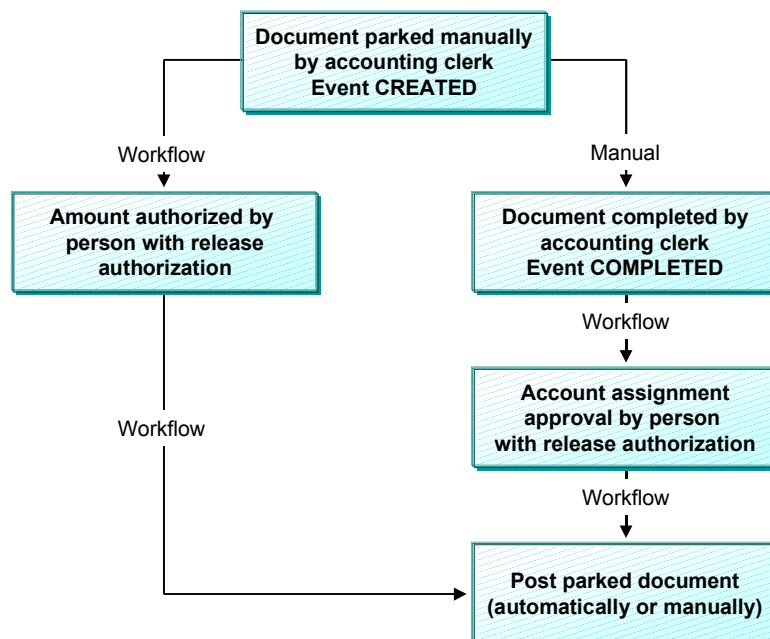 Document parked manually
by accounting clerk
Event CREATED
Workflow
Manual
Amount authorized by
person with release
authorization
Document completed by
accounting clerk
Event COMPLETED
Workflow
Account assignment
approval by person
with release authorization
Workflow
Workflow
Post parked document
(automatically or manually)